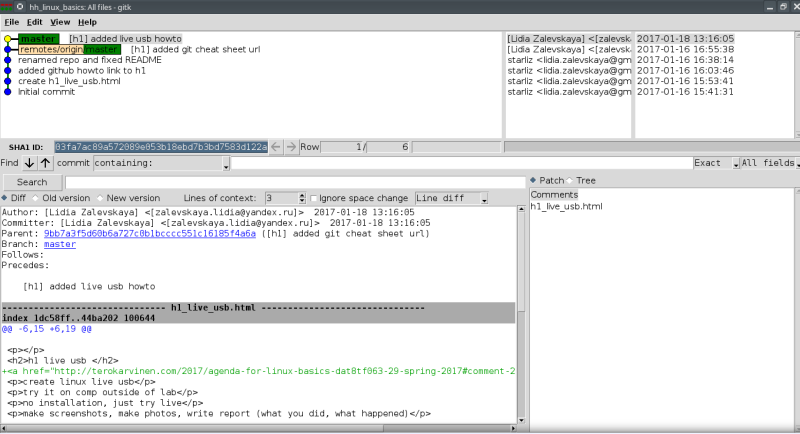 hh_linux_basics: All files - gitk
File Edit View Help
master [h1] added live usb howto [Lidia Zalevskaya] <[zalevsk 2017-01-18 13:16:05
remotes/origin/master [h1] added git cheat sheet url [Lidia Zalevskaya] <[zalevsk 2017-01-16 16:55:38
renamed repo and fixed README starliz <lidia.zalevskaya@gm 2017-01-16 16:38:14
added github howto link to h1 starliz <lidia.zalevskaya@gm 2017-01-16 16:03:46
create h1_live_usb.html starliz <lidia.zalevskaya@gm 2017-01-16 15:53:41
Initial commit starliz <lidia.zalevskaya@gm 2017-01-16 15:41:31
SHA1 ID: 03fa7ac89a572089e053b18ebd7b3bd7583d122a Row 1/ 6
Find commit containing: Exact All fields
Search
Patch Tree
Diff Old version New version Lines of context: 3 Ignore space change Line diff
Comments
h1_live_usb.html
Author: [Lidia Zalevskaya] <[zalevskaya.lidia@yandex.ru]> 2017-01-18 13:16:05
Committer: [Lidia Zalevskaya] <[zalevskaya.lidia@yandex.ru]> 2017-01-18 13:16:05
Parent: 9bb7a3f5d60b6a727c0b1bcccc551c16185f4a6a ([h1] added git cheat sheet url)
Branch: master
Follows:
Precedes:
[h1] added live usb howto
------------------------------ h1_live_usb.html ------------------------------
index 1dc58ff..44ba202 100644
@@ -6,15 +6,19 @@
<p></p>
<h2>h1 live usb </h2>
+<a href="http://terokarvinen.com/2017/agenda-for-linux-basics-dat8tf063-29-spring-2017#comment-2
<p>create linux live usb</p>
<p>try it on comp outside of lab</p>
<p>no installation, just try live</p>
<p>make screenshots, make photos, write report (what you did, what happened)</p>